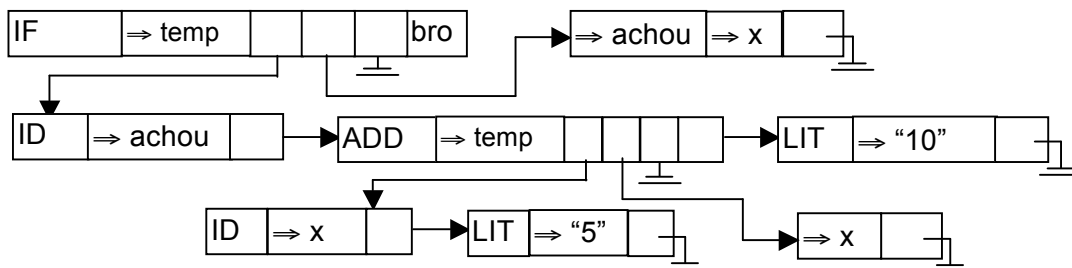 IF ⇒ temp bro ⇒ achou ⇒ x
ID ⇒ achou ADD ⇒ temp LIT ⇒ “10”
ID ⇒ x LIT ⇒ “5” ⇒ x